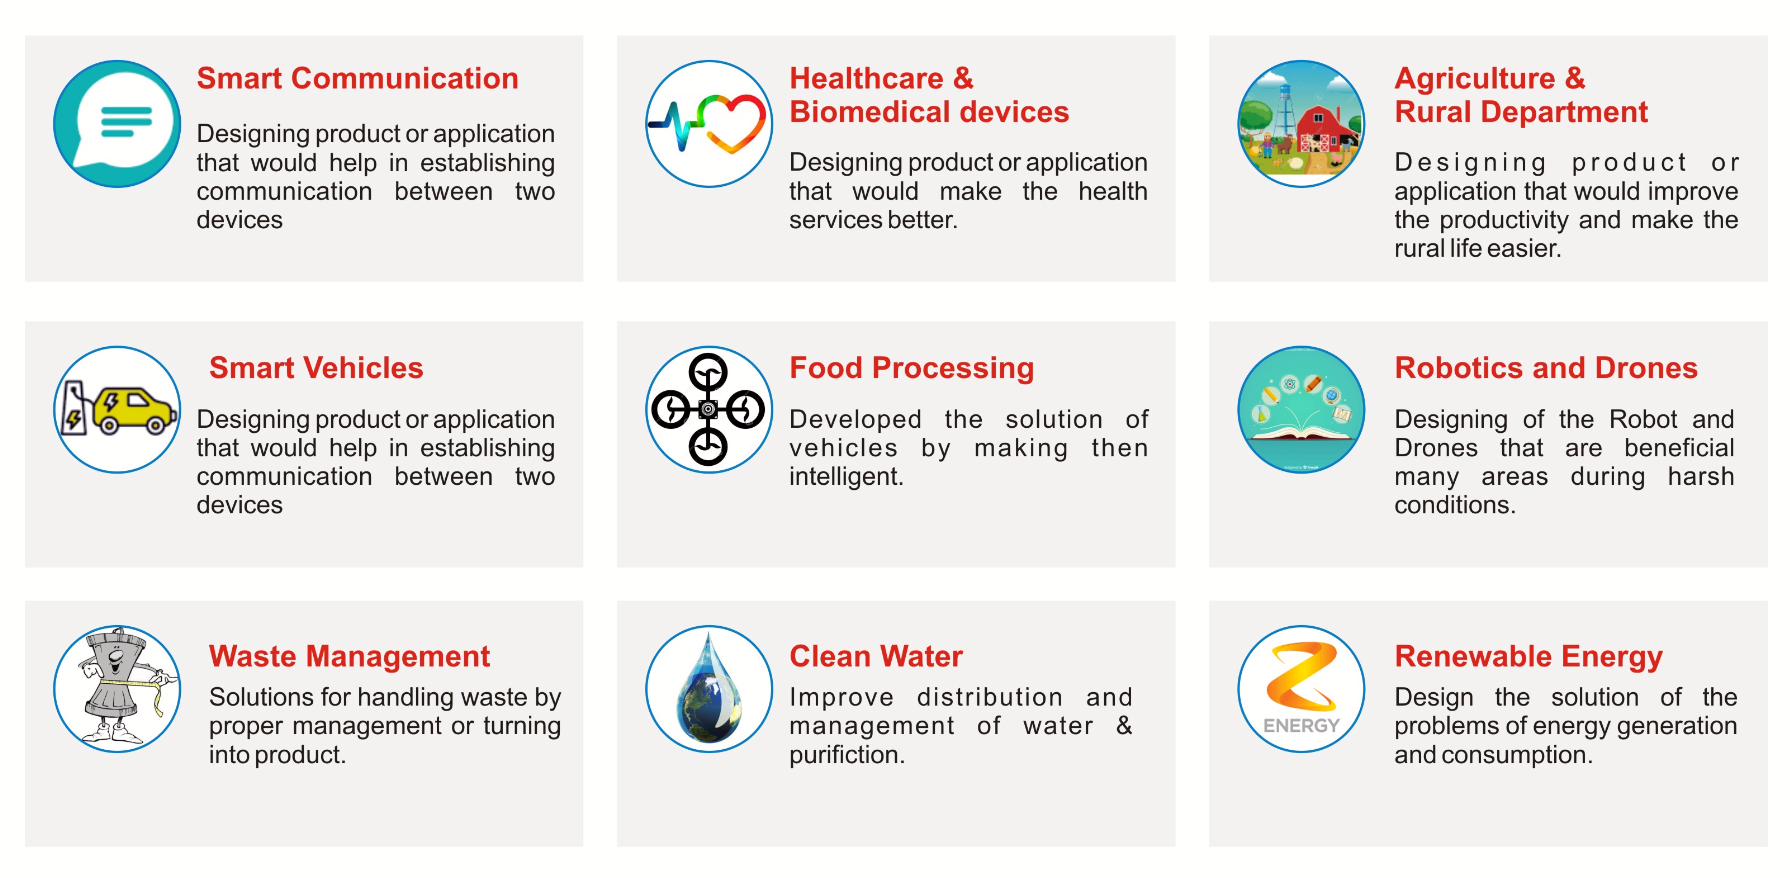 Smart Communication
Designing product or application
that would help in establishing
communication between two
devices
Healthcare &
Biomedical devices
Designing product or application
that would make the health
services better.
Agriculture &
Rural Department
Designing product or
application that would improve
the productivity and make the
rural life easier.
Smart Vehicles
Designing product or application
that would help in establishing
communication between two
devices
Food Processing
Developed the solution of
vehicles by making then
intelligent.
Robotics and Drones
Designing of the Robot and
Drones that are beneficial
many areas during harsh
conditions.
Waste Management
Solutions for handling waste by
proper management or turning
into product.
Clean Water
Improve distribution and
management of water &
purifiction.
ENERGY
Renewable Energy
Design the solution of the
problems of energy generation
and consumption.